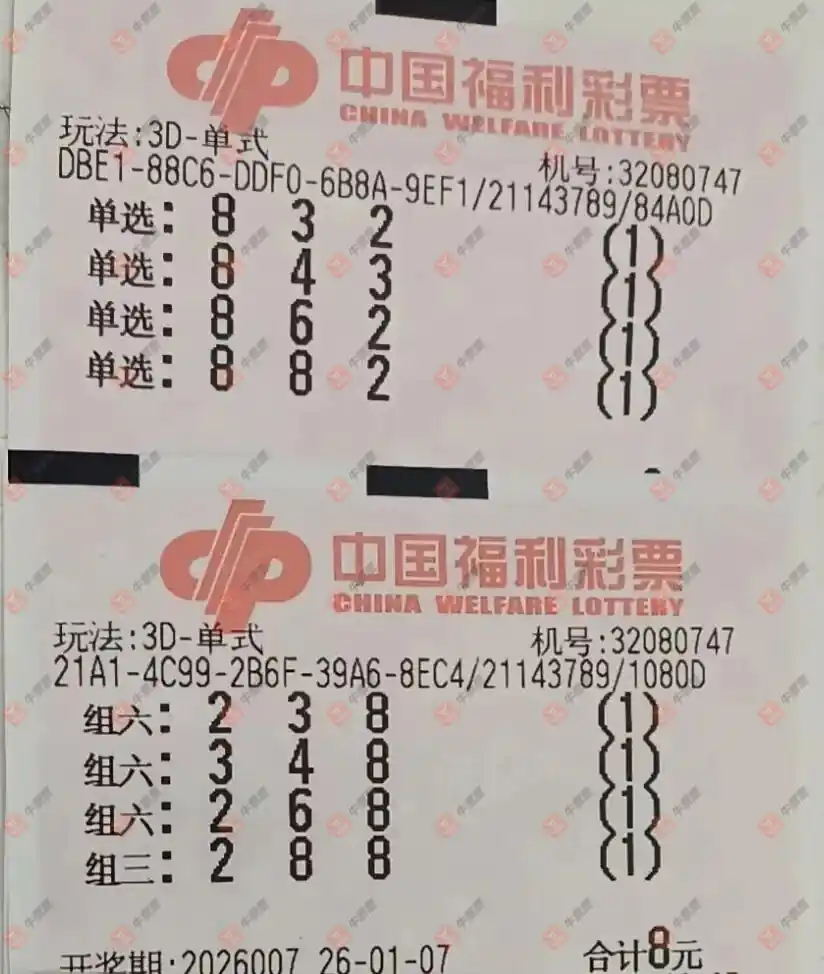 中国福利彩票
CHINA WELFARE LOTTERY
玩法:3D-单式
机号:32080747
DBE1-88C6-DDF0-6B8A-9EF1/21143789/84A0D
单选: 8 3 2 (1)
单选: 8 4 3 (1)
单选: 8 6 2 (1)
单选: 8 8 2 (1)
中国福利彩票
CHINA WELFARE LOTTERY
玩法:3D-单式
机号:32080747
21A1-4C99-2B6F-39A6-8EC4/21143789/1080D
组六: 2 3 8 (1)
组六: 3 4 8 (1)
组六: 2 6 8 (1)
组三: 2 8 8 (1)
开奖期:2026007 26-01-07 合计8元